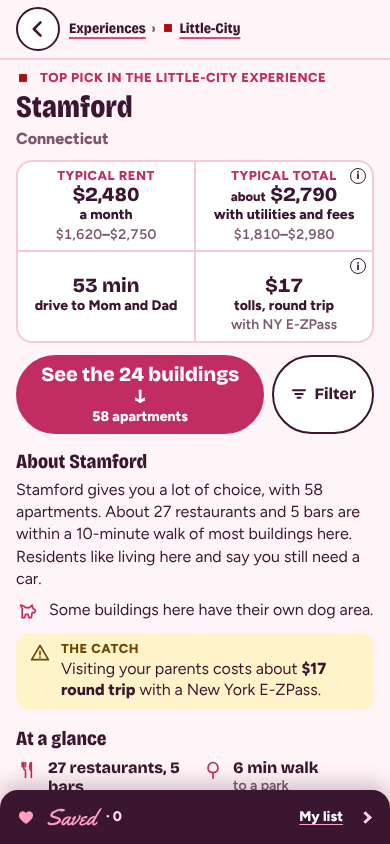 Experiences › Little-City
TOP PICK IN THE LITTLE-CITY EXPERIENCE
Stamford
Connecticut
TYPICAL RENT
$2,480
a month
$1,620–$2,750
TYPICAL TOTAL
about $2,790
with utilities and fees
$1,810–$2,980
53 min
drive to Mom and Dad
$17
tolls, round trip
with NY E-ZPass
See the 24 buildings
↓
58 apartments
Filter
About Stamford
Stamford gives you a lot of choice, with 58
apartments. About 27 restaurants and 5 bars are
within a 10-minute walk of most buildings here.
Residents like living here and say you still need a
car.
Some buildings here have their own dog area.
THE CATCH
Visiting your parents costs about $17
round trip with a New York E-ZPass.
At a glance
27 restaurants, 5
bars
6 min walk
to a park
Saved · 0
My list